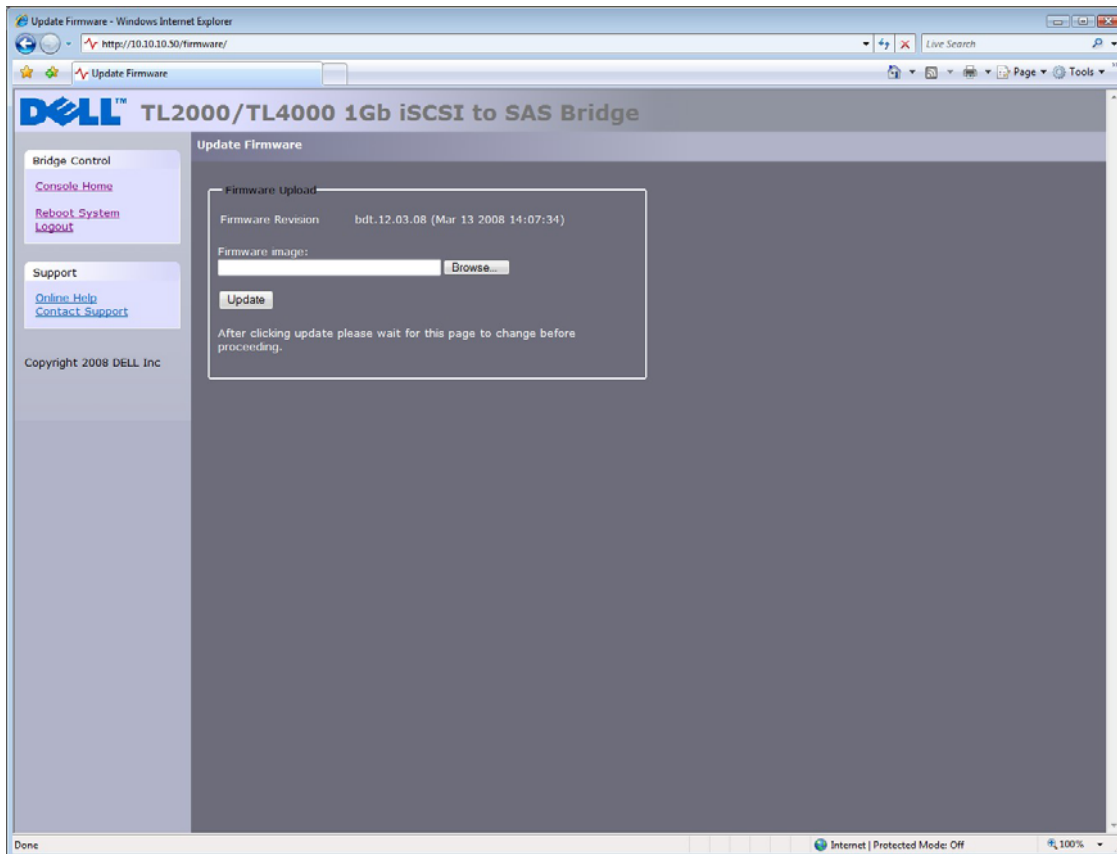 Update Firmware - Windows Internet Explorer
http://10.10.10.50/firmware/
Live Search
Update Firmware
Page
Tools
DELL™ TL2000/TL4000 1Gb iSCSI to SAS Bridge
Update Firmware
Bridge Control
Console Home
Reboot System
Logout
Support
Online Help
Contact Support
Copyright 2008 DELL Inc
Firmware Upload
Firmware Revision bdt.12.03.08 (Mar 13 2008 14:07:34)
Firmware image:
Browse...
Update
After clicking update please wait for this page to change before
proceeding.
Done
Internet | Protected Mode: Off
100%